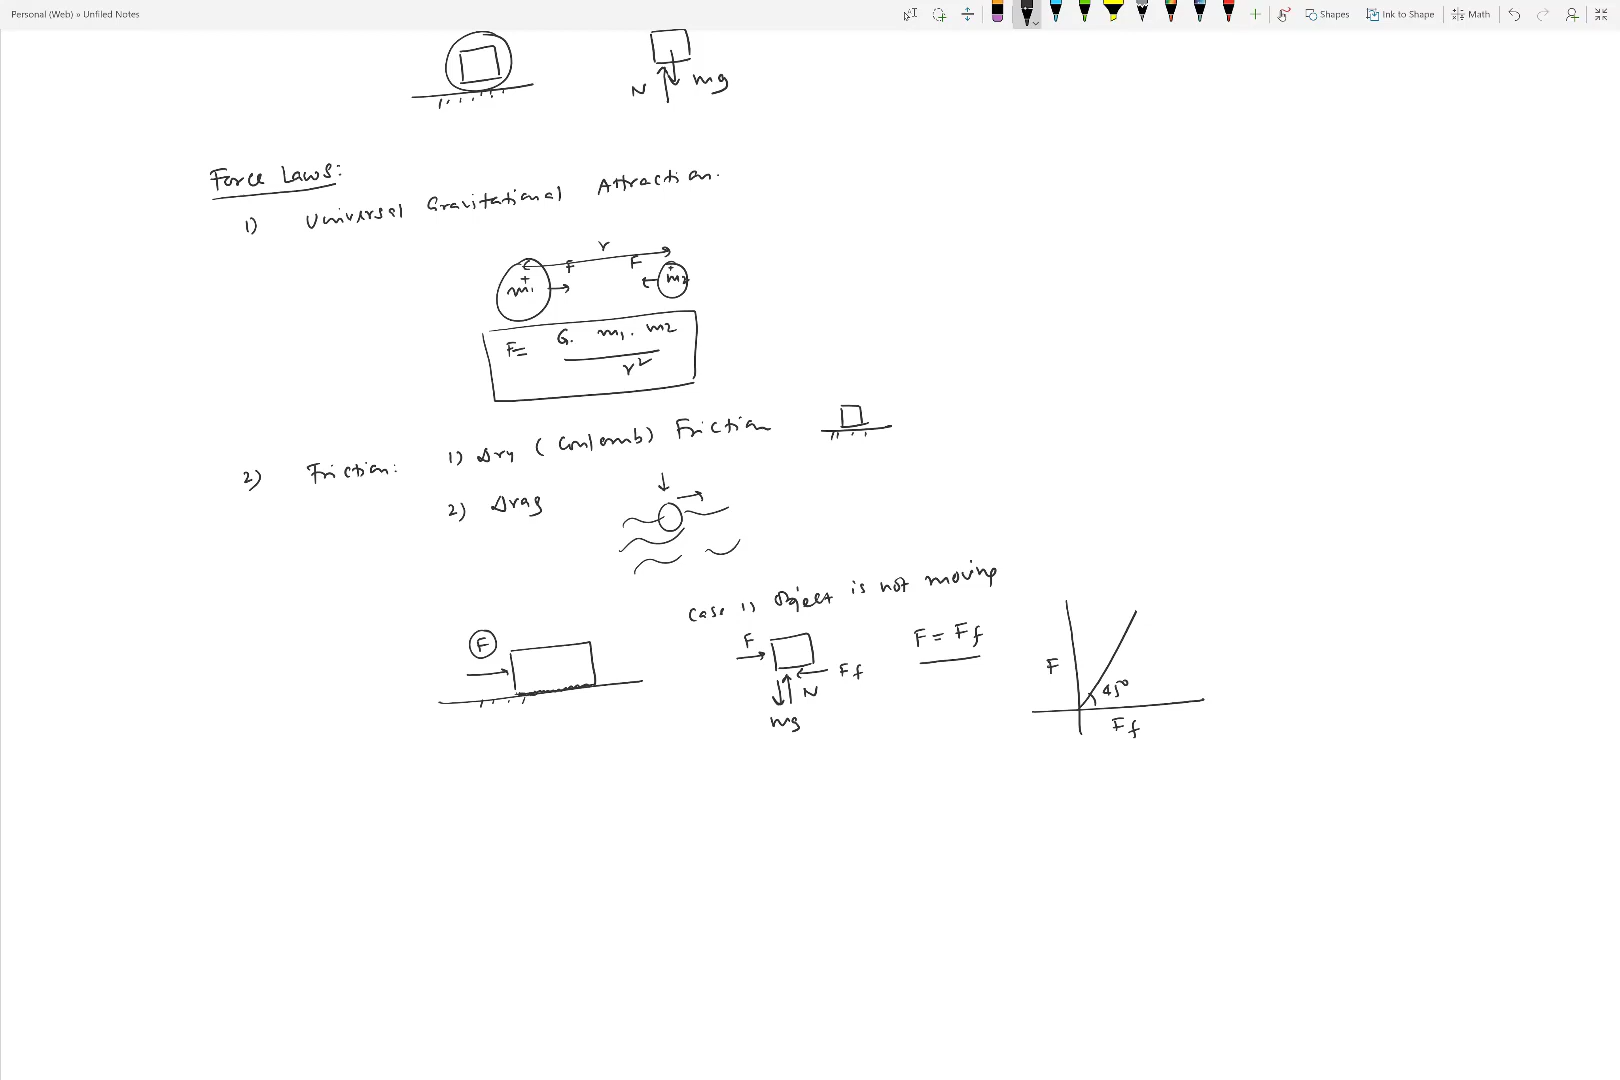 Personal (Web) » Unfiled Notes
Shapes
Ink to Shape
Math
N
mg
Force Laws:
1) Universal Gravitational Attraction.
r
F F
m1 m2
F = G. m1. m2
r²
2) Friction: 1) Dry (Coulomb) Friction
2) Drag
Case 1) Object is not moving
F
F
Ff
N
mg
F = Ff
F
45°
Ff